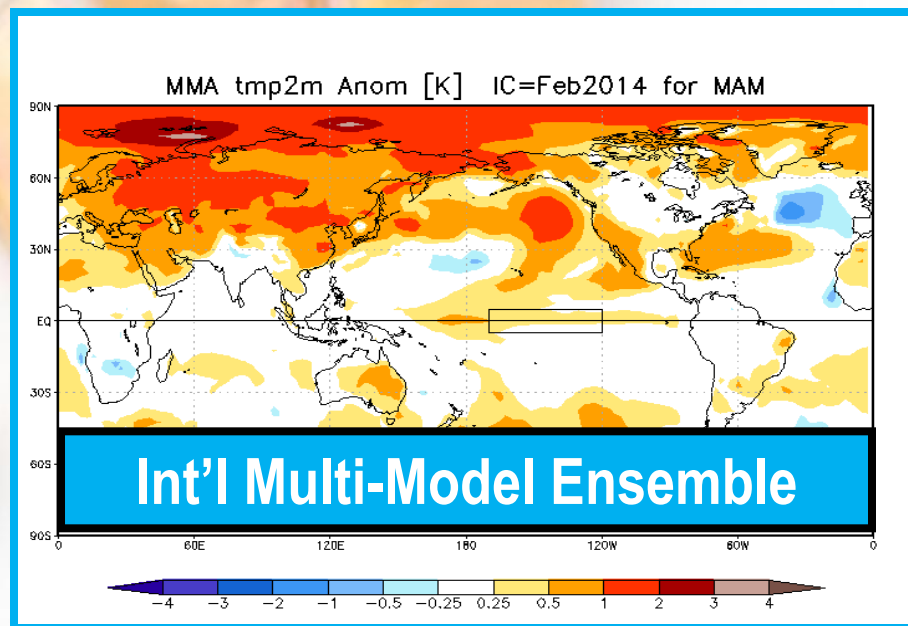 MMA tmp2m Anom [K] IC=Feb2014 for MAM
90N
60N
30N
EQ
30S
60S
90S
Int'l Multi-Model Ensemble
0 60E 120E 180 120W 60W 0
-4 -3 -2 -1 -0.5 -0.25 0.25 0.5 1 2 3 4